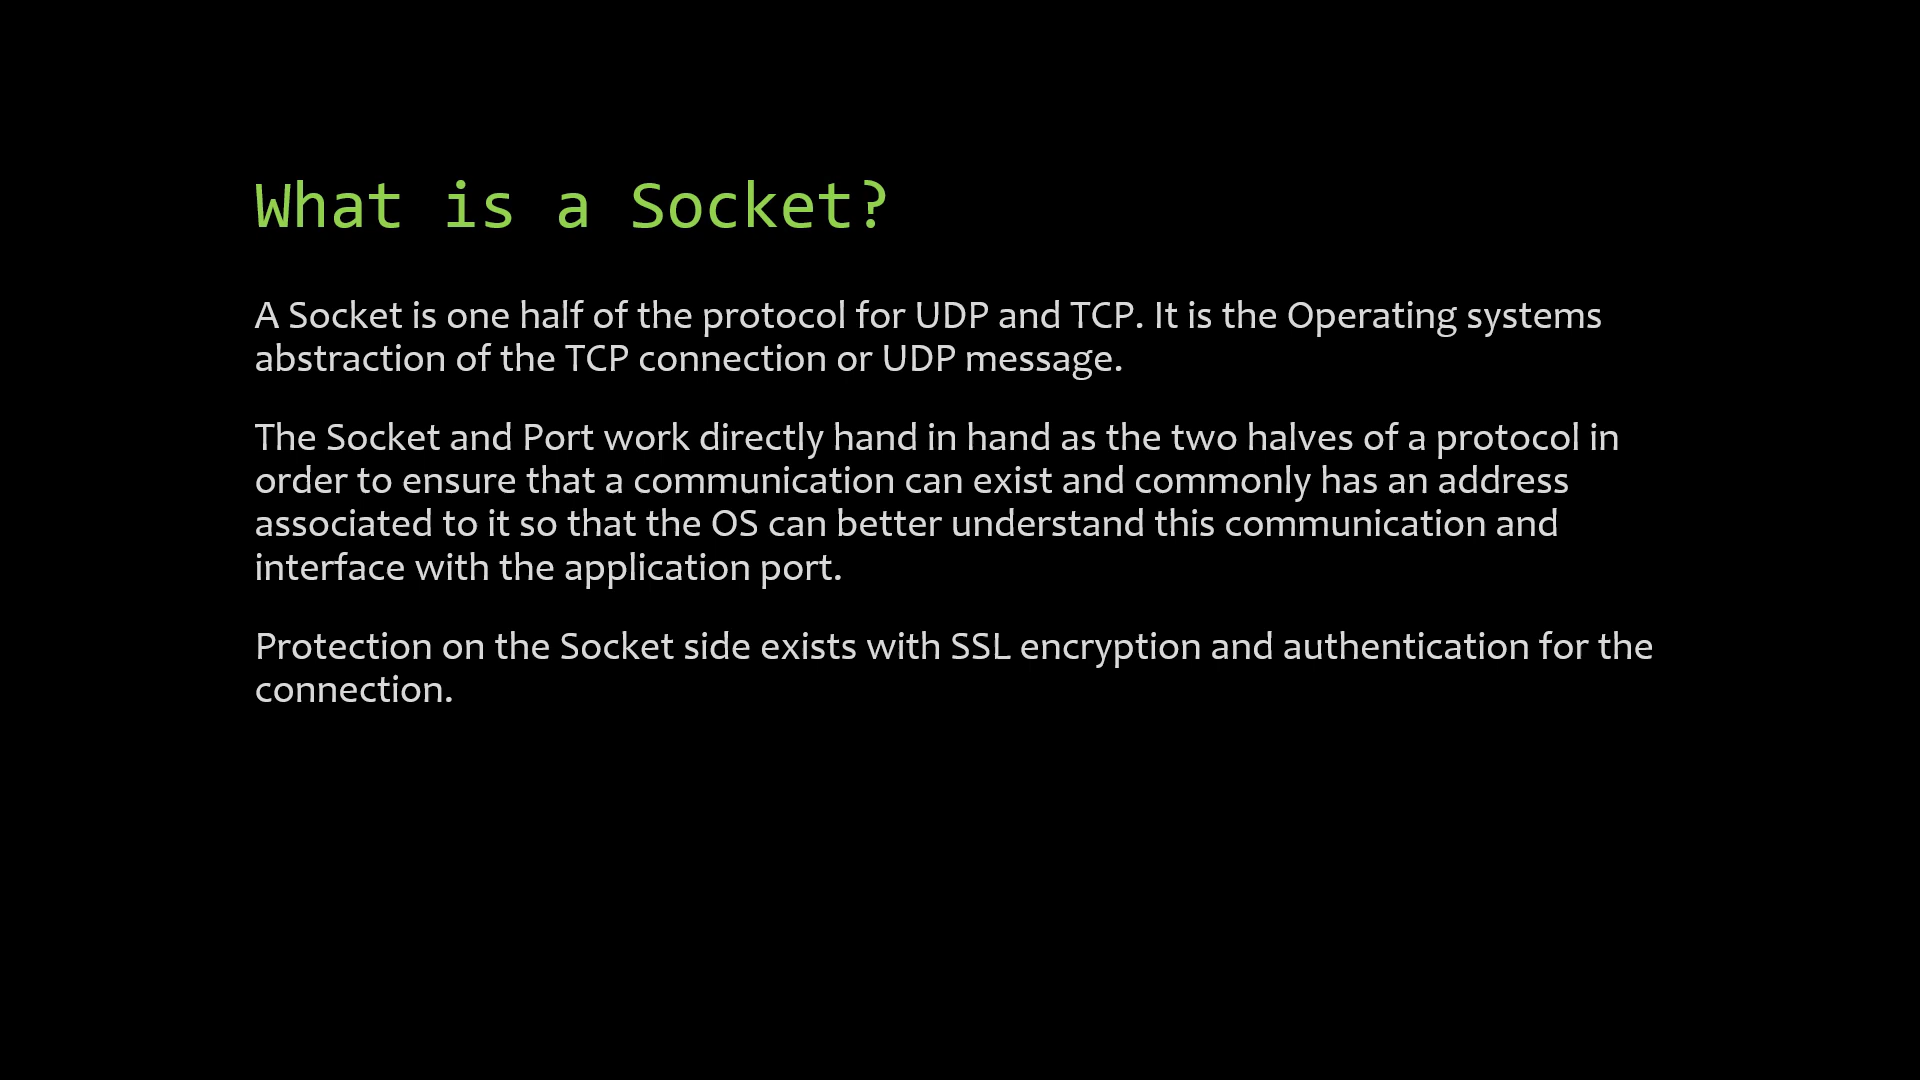 What is a Socket?
A Socket is one half of the protocol for UDP and TCP. It is the Operating systems
abstraction of the TCP connection or UDP message.
The Socket and Port work directly hand in hand as the two halves of a protocol in
order to ensure that a communication can exist and commonly has an address
associated to it so that the OS can better understand this communication and
interface with the application port.
Protection on the Socket side exists with SSL encryption and authentication for the
connection.